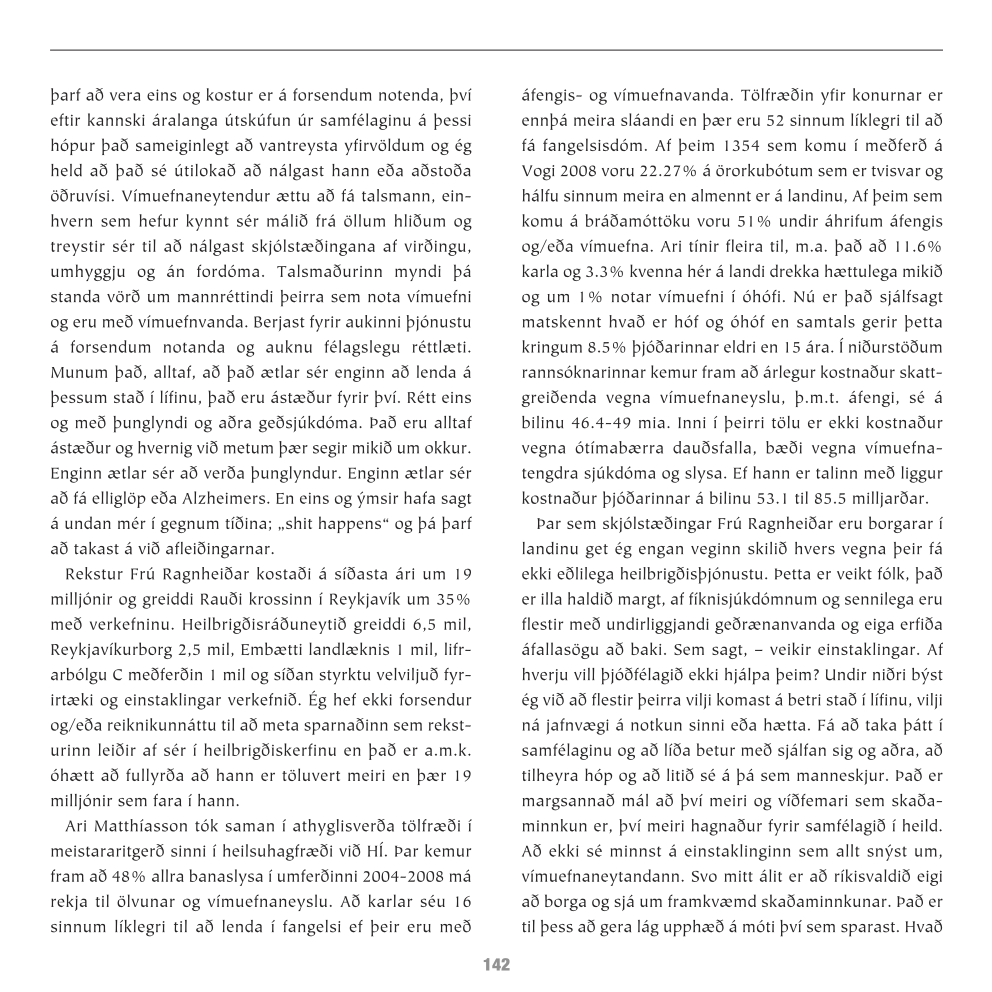 þarf að vera eins og kostur er á forsendum notenda, því
eftir kannski áralanga útskúfun úr samfélaginu á þessi
hópur það sameiginlegt að vantreysta yfirvöldum og ég
held að það sé útilokað að nálgast hann eða aðstoða
öðruvísi. Vímuefnaneytendur ættu að fá talsmann, ein-
hvern sem hefur kynnt sér málið frá öllum hliðum og
treystir sér til að nálgast skjólstæðingana af virðingu,
umhyggju og án fordóma. Talsmaðurinn myndi þá
standa vörð um mannréttindi þeirra sem nota vímuefni
og eru með vímuefnvanda. Berjast fyrir aukinni þjónustu
á forsendum notanda og auknu félagslegu réttlæti.
Munum það, alltaf, að það ætlar sér enginn að lenda á
þessum stað í lífinu, það eru ástæður fyrir því. Rétt eins
og með þunglyndi og aðra geðsjúkdóma. Það eru alltaf
ástæður og hvernig við metum þær segir mikið um okkur.
Enginn ætlar sér að verða þunglyndur. Enginn ætlar sér
að fá elliglöp eða Alzheimers. En eins og ýmsir hafa sagt
á undan mér í gegnum tíðina; „shit happens“ og þá þarf
að takast á við afleiðingarnar.
Rekstur Frú Ragnheiðar kostaði á síðasta ári um 19
milljónir og greiddi Rauði krossinn í Reykjavík um 35%
með verkefninu. Heilbrigðisráðuneytið greiddi 6,5 mil,
Reykjavíkurborg 2,5 mil, Embætti landlæknis 1 mil, lifr-
arbólgu C meðferðin 1 mil og síðan styrktu velviljuð fyr-
irtæki og einstaklingar verkefnið. Ég hef ekki forsendur
og/eða reiknikunnáttu til að meta sparnaðinn sem rekst-
urinn leiðir af sér í heilbrigðiskerfinu en það er a.m.k.
óhætt að fullyrða að hann er töluvert meiri en þær 19
milljónir sem fara í hann.
Ari Matthíasson tók saman í athyglisverða tölfræði í
meistararitgerð sinni í heilsuhagfræði við HÍ. Þar kemur
fram að 48% allra banaslysa í umferðinni 2004-2008 má
rekja til ölvunar og vímuefnaneyslu. Að karlar séu 16
sinnum líklegri til að lenda í fangelsi ef þeir eru með
áfengis- og vímuefnavanda. Tölfræðin yfir konurnar er
ennþá meira sláandi en þær eru 52 sinnum líklegri til að
fá fangelsisdóm. Af þeim 1354 sem komu í meðferð á
Vogi 2008 voru 22.27% á örorkubótum sem er tvisvar og
hálfu sinnum meira en almennt er á landinu, Af þeim sem
komu á bráðamóttöku voru 51% undir áhrifum áfengis
og/eða vímuefna. Ari tínir fleira til, m.a. það að 11.6%
karla og 3.3% kvenna hér á landi drekka hættulega mikið
og um 1% notar vímuefni í óhófi. Nú er það sjálfsagt
matskennt hvað er hóf og óhóf en samtals gerir þetta
kringum 8.5% þjóðarinnar eldri en 15 ára. Í niðurstöðum
rannsóknarinnar kemur fram að árlegur kostnaður skatt-
greiðenda vegna vímuefnaneyslu, þ.m.t. áfengi, sé á
bilinu 46.4-49 mia. Inni í þeirri tölu er ekki kostnaður
vegna ótímabærra dauðsfalla, bæði vegna vímuefna-
tengdra sjúkdóma og slysa. Ef hann er talinn með liggur
kostnaður þjóðarinnar á bilinu 53.1 til 85.5 milljarðar.
Þar sem skjólstæðingar Frú Ragnheiðar eru borgarar í
landinu get ég engan veginn skilið hvers vegna þeir fá
ekki eðlilega heilbrigðisþjónustu. Þetta er veikt fólk, það
er illa haldið margt, af fíknisjúkdómnum og sennilega eru
flestir með undirliggjandi geðrænanvanda og eiga erfiða
áfallasögu að baki. Sem sagt, – veikir einstaklingar. Af
hverju vill þjóðfélagið ekki hjálpa þeim? Undir niðri býst
ég við að flestir þeirra vilji komast á betri stað í lífinu, vilji
ná jafnvægi á notkun sinni eða hætta. Fá að taka þátt í
samfélaginu og að líða betur með sjálfan sig og aðra, að
tilheyra hóp og að litið sé á þá sem manneskjur. Það er
margsannað mál að því meiri og víðfemari sem skaða-
minnkun er, því meiri hagnaður fyrir samfélagið í heild.
Að ekki sé minnst á einstaklinginn sem allt snýst um,
vímuefnaneytandann. Svo mitt álit er að ríkisvaldið eigi
að borga og sjá um framkvæmd skaðaminnkunar. Það er
til þess að gera lág upphæð á móti því sem sparast. Hvað
142